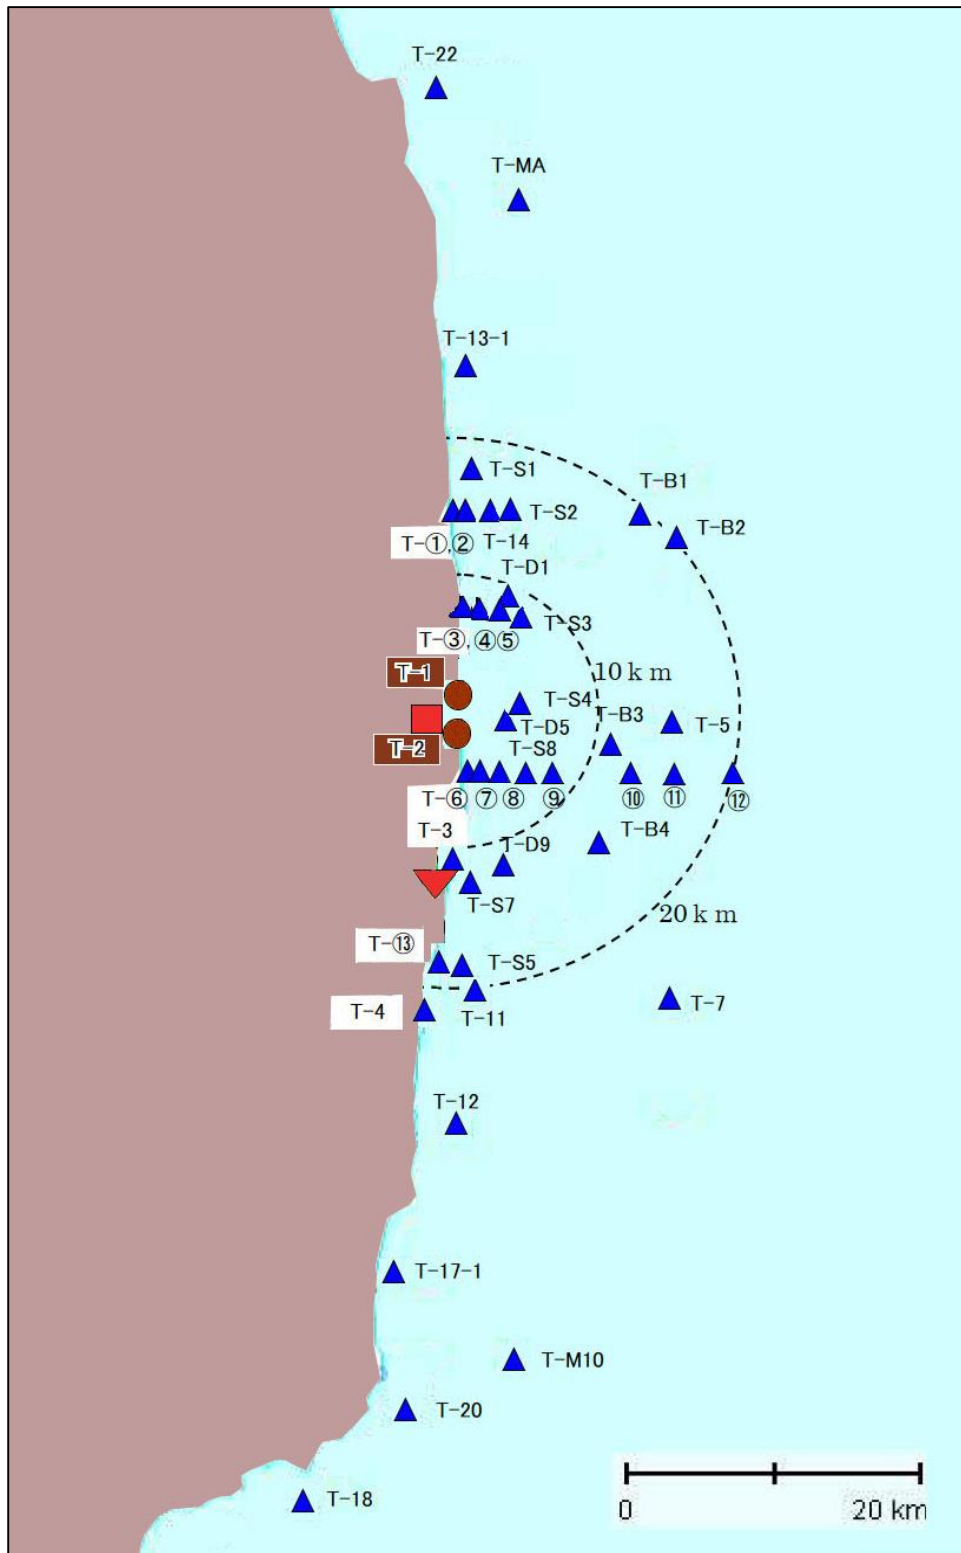 T-22
T-MA
T-13-1
T-S1
T-B1
T-S2
T-B2
T-①,② T-14
T-D1
T-S3
T-③, ④⑤
T-1
10 k m
T-S4
T-B3
T-5
T-D5
T-2
T-S8
T-⑥ ⑦ ⑧ ⑨ ⑩ ⑪ ⑫
T-3
T-B4
T-D9
T-S7
20 k m
T-⑬
T-S5
T-7
T-4
T-11
T-12
T-17-1
T-M10
T-20
T-18
0 20 km